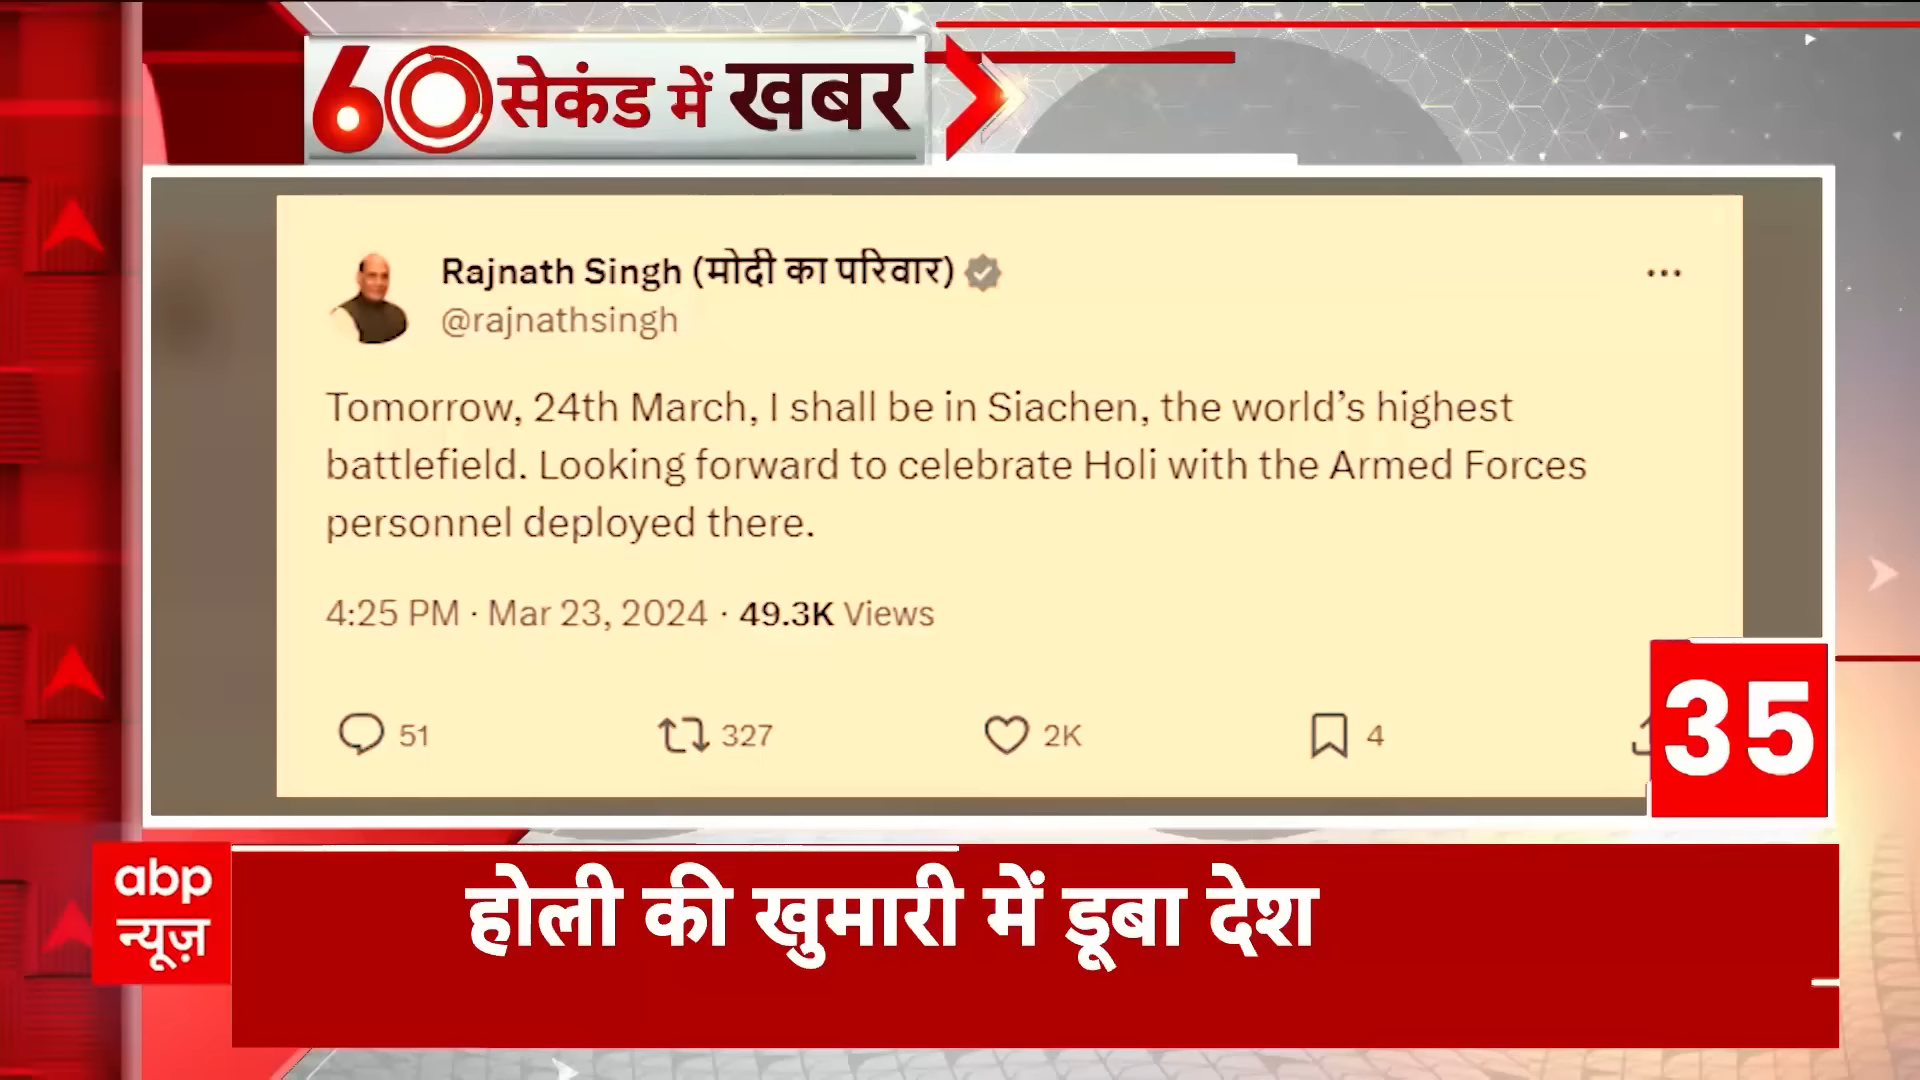 60 सेकंड में खबर
Rajnath Singh (मोदी का परिवार)
@rajnathsingh
Tomorrow, 24th March, I shall be in Siachen, the world’s highest
battlefield. Looking forward to celebrate Holi with the Armed Forces
personnel deployed there.
4:25 PM · Mar 23, 2024 · 49.3K Views
51 327 2K 4
35
abp
न्यूज़
होली की खुमारी में डूबा देश